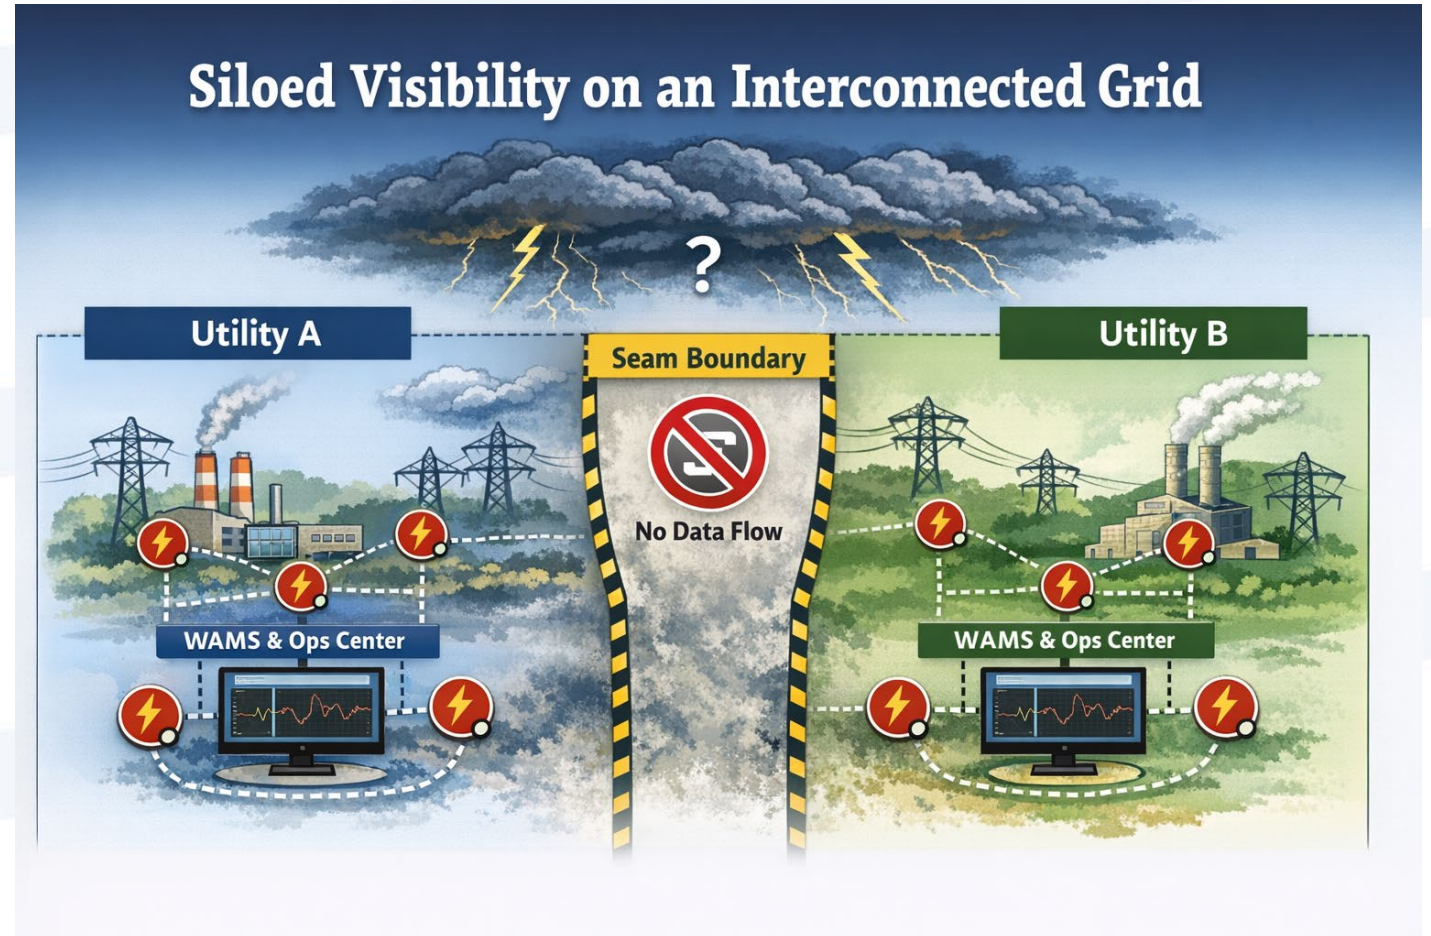 Siloed Visibility on an Interconnected Grid
?
Utility A
Seam Boundary
Utility B
No Data Flow
WAMS & Ops Center
WAMS & Ops Center